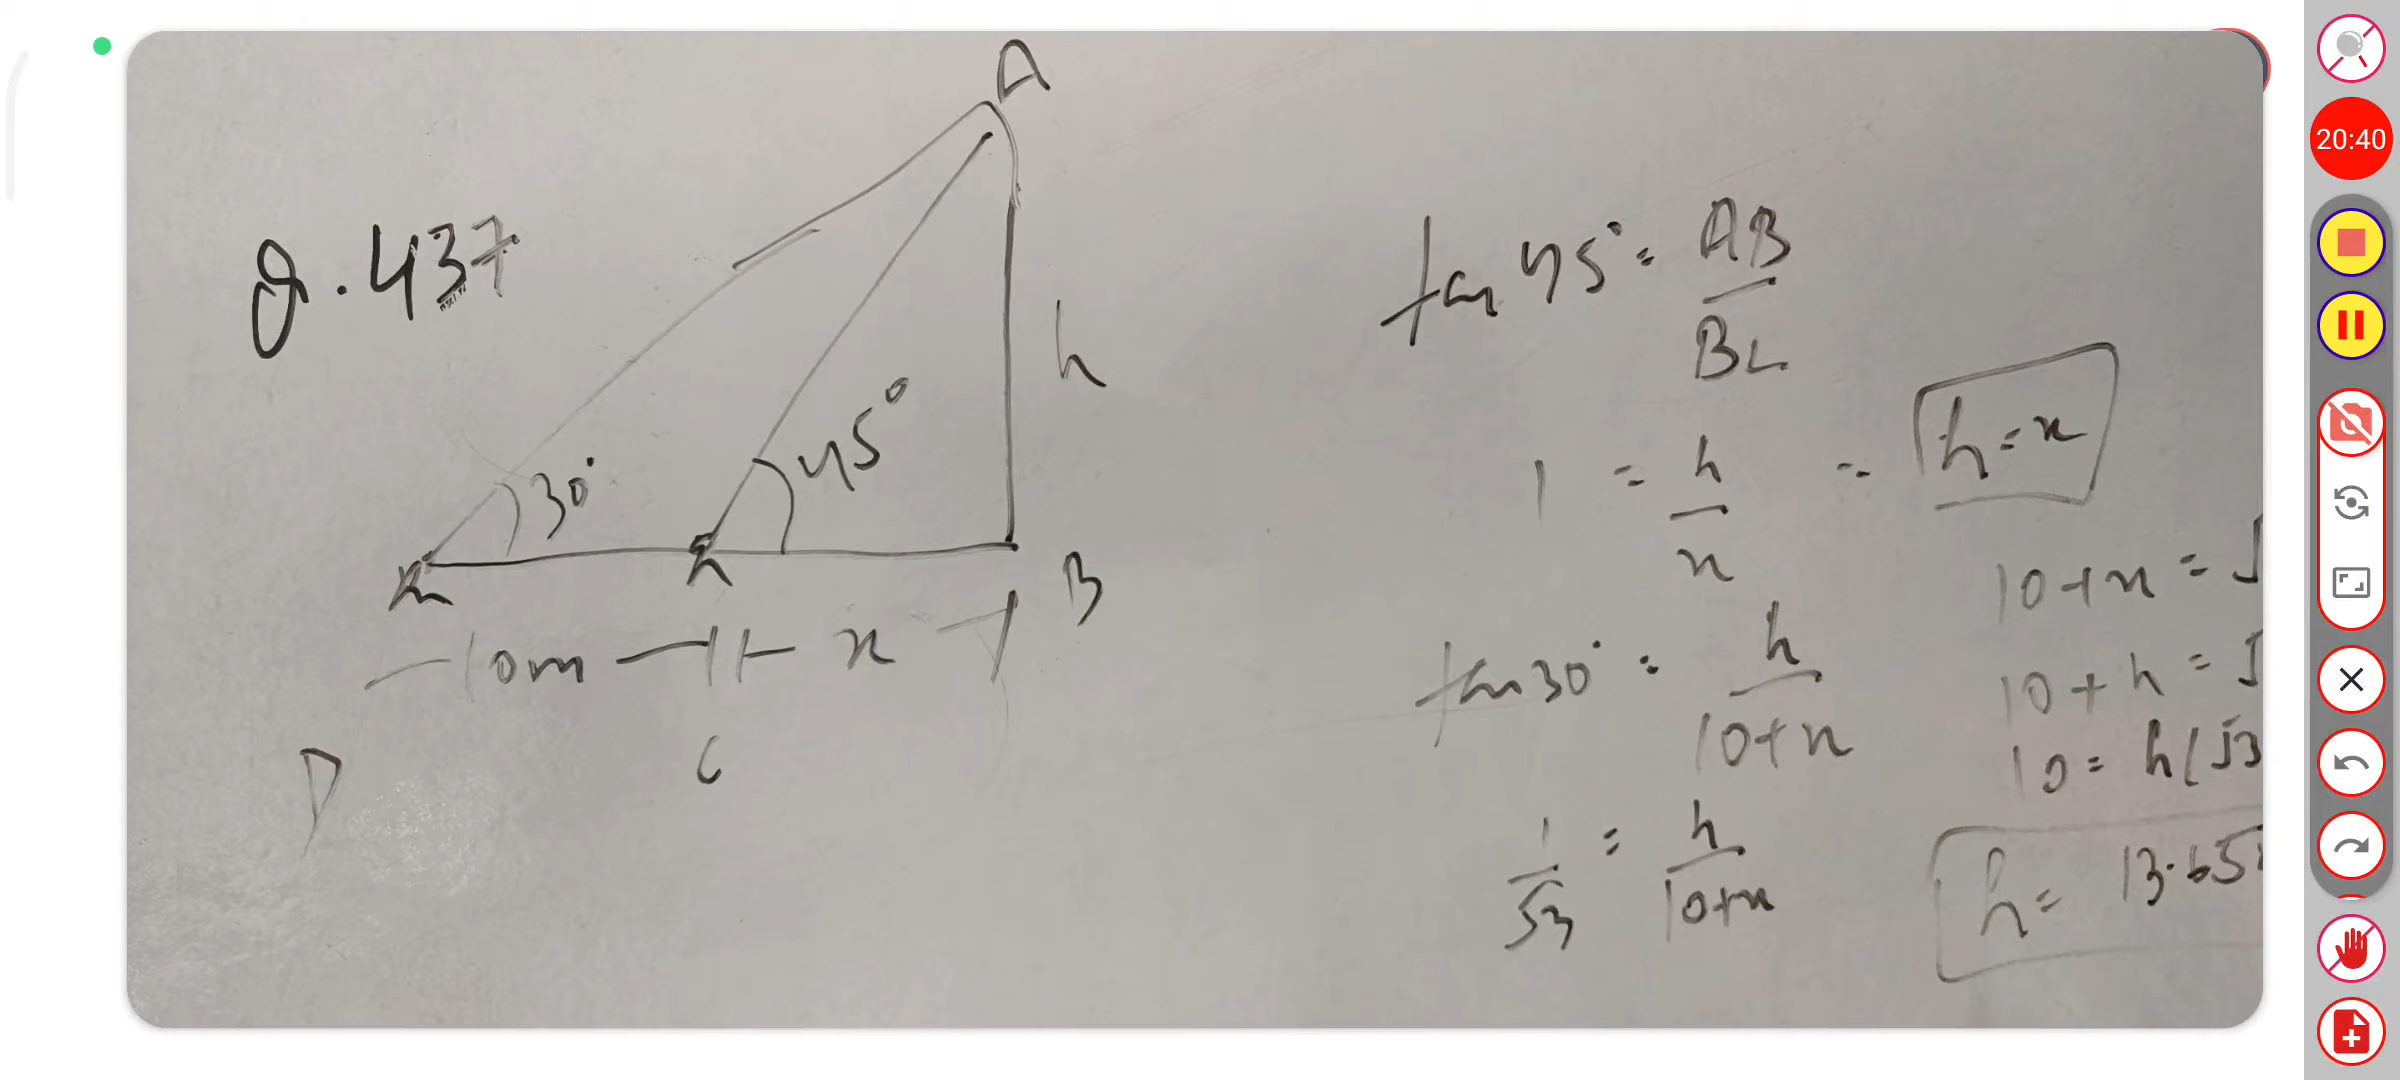 A
Q.437
h
30°
45°
B
10m
x
D
C
tan 45° = AB/BC
1 = h/x = h = x
tan 30° = h/10+x
1/√3 = h/10+x
10+x = √
10+h = √
10 = h(√3
h = 13.65
20:40